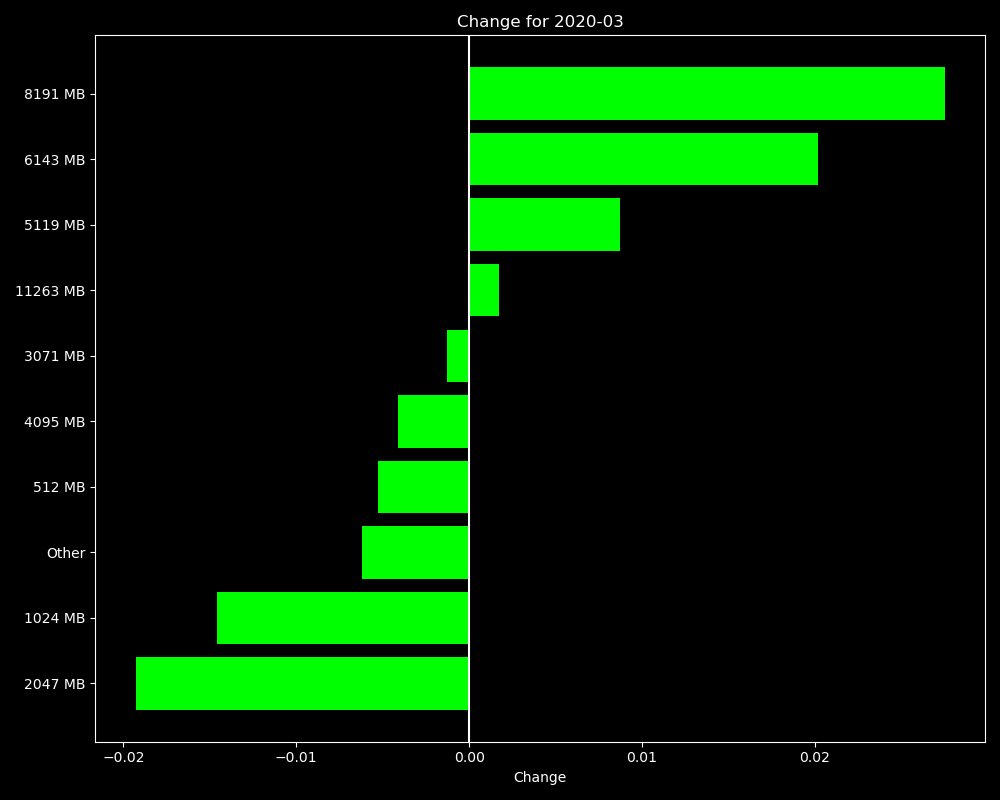 Change for 2020-03
8191 MB
6143 MB
5119 MB
11263 MB
3071 MB
4095 MB
512 MB
Other
1024 MB
2047 MB
−0.02 −0.01 0.00 0.01 0.02
Change